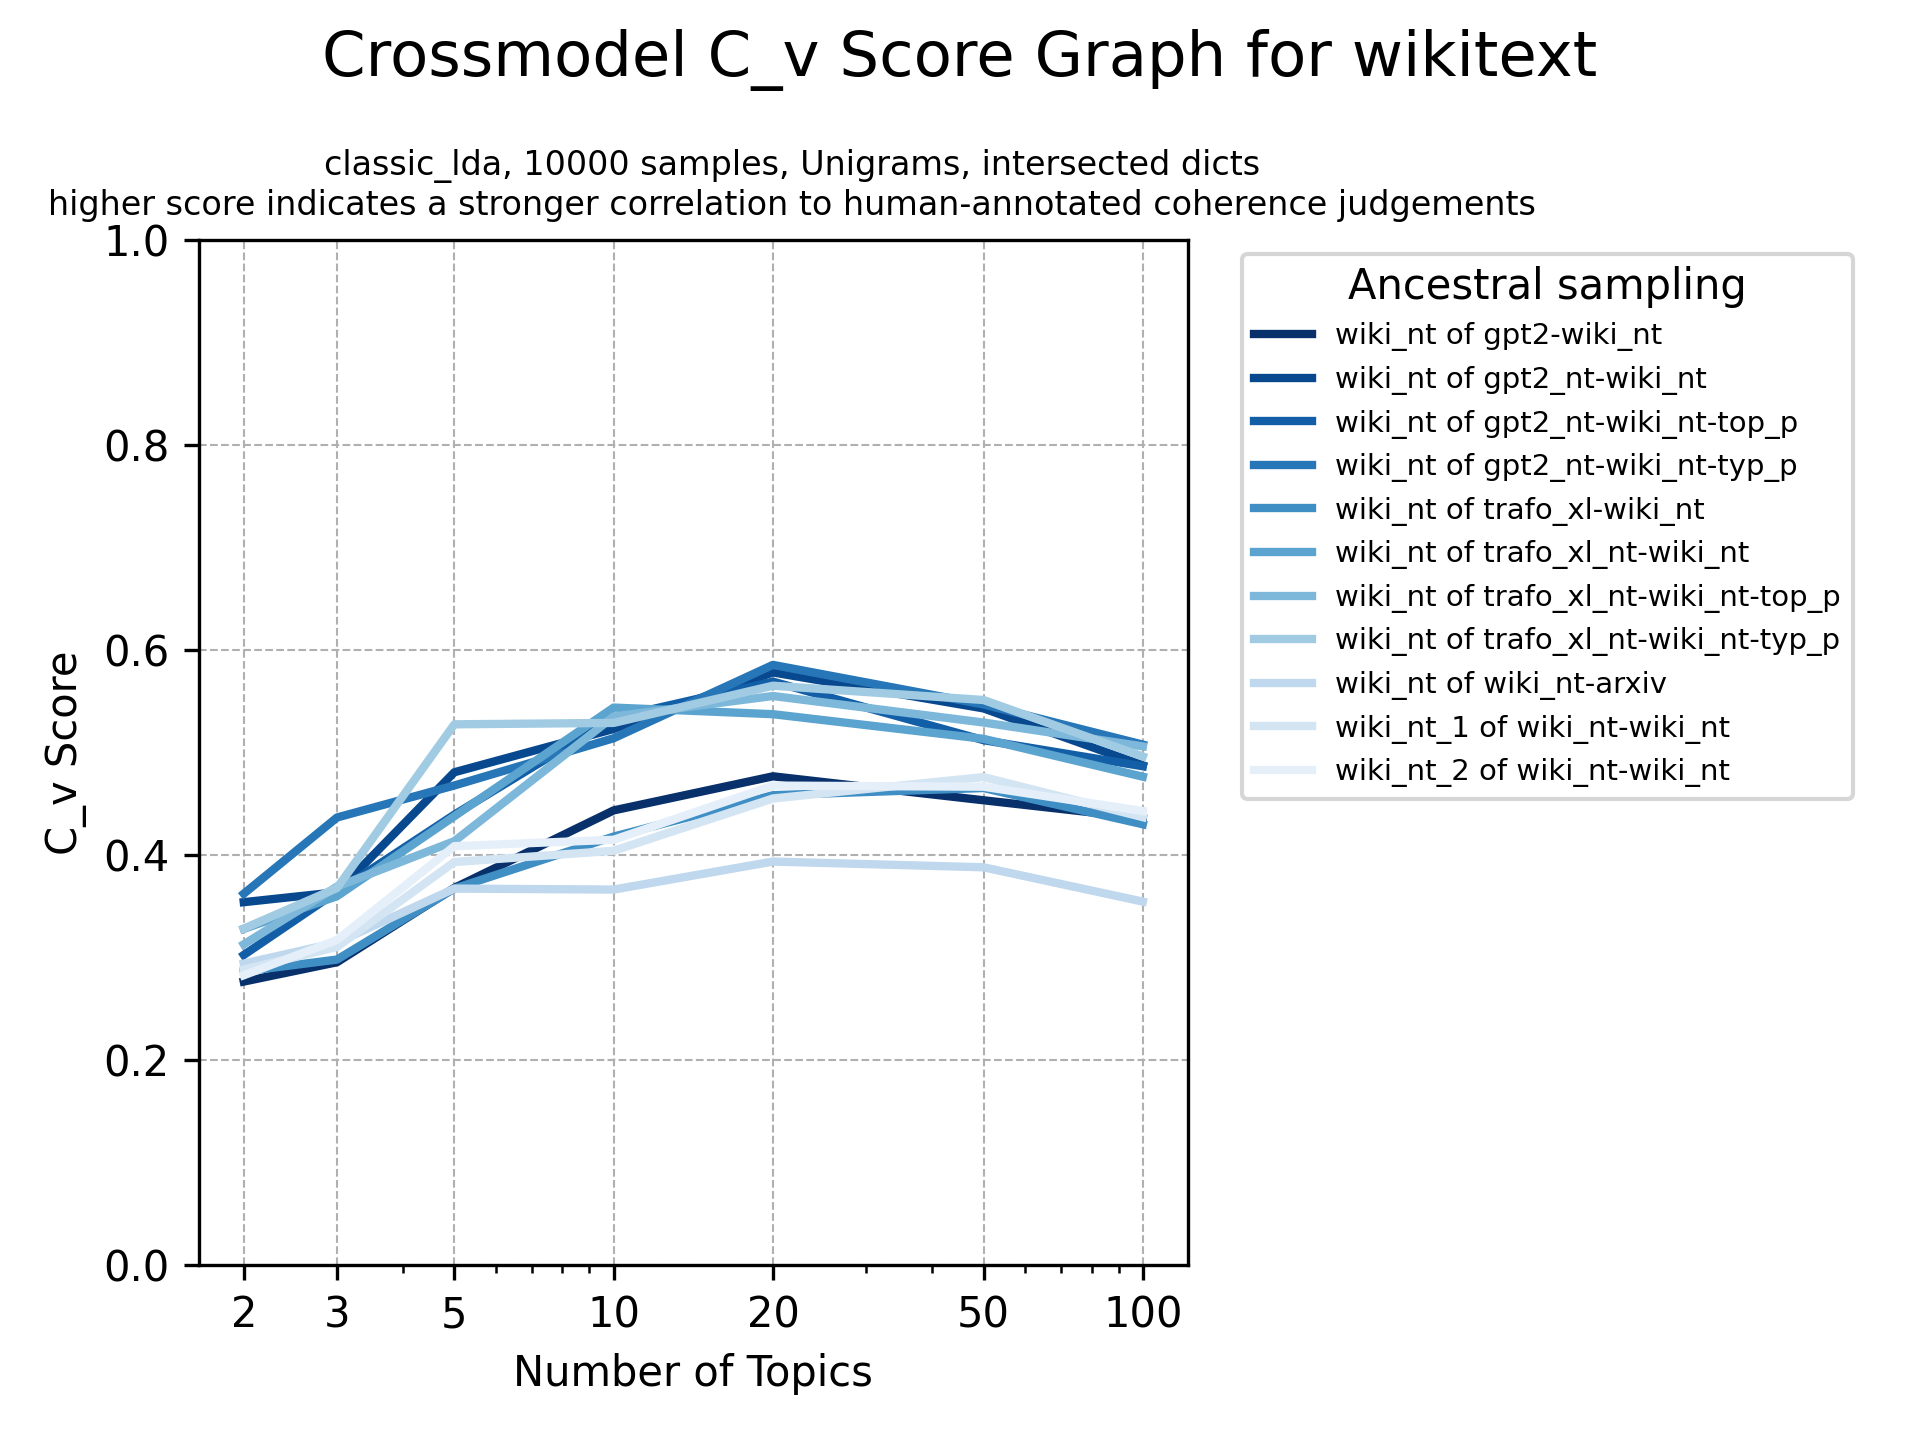 Crossmodel C_v Score Graph for wikitext
classic_lda, 10000 samples, Unigrams, intersected dicts
higher score indicates a stronger correlation to human-annotated coherence judgements
1.0
0.8
0.6
0.4
0.2
0.0
C_v Score
2 3 5 10 20 50 100
Number of Topics
Ancestral sampling
wiki_nt of gpt2-wiki_nt
wiki_nt of gpt2_nt-wiki_nt
wiki_nt of gpt2_nt-wiki_nt-top_p
wiki_nt of gpt2_nt-wiki_nt-typ_p
wiki_nt of trafo_xl-wiki_nt
wiki_nt of trafo_xl_nt-wiki_nt
wiki_nt of trafo_xl_nt-wiki_nt-top_p
wiki_nt of trafo_xl_nt-wiki_nt-typ_p
wiki_nt of wiki_nt-arxiv
wiki_nt_1 of wiki_nt-wiki_nt
wiki_nt_2 of wiki_nt-wiki_nt